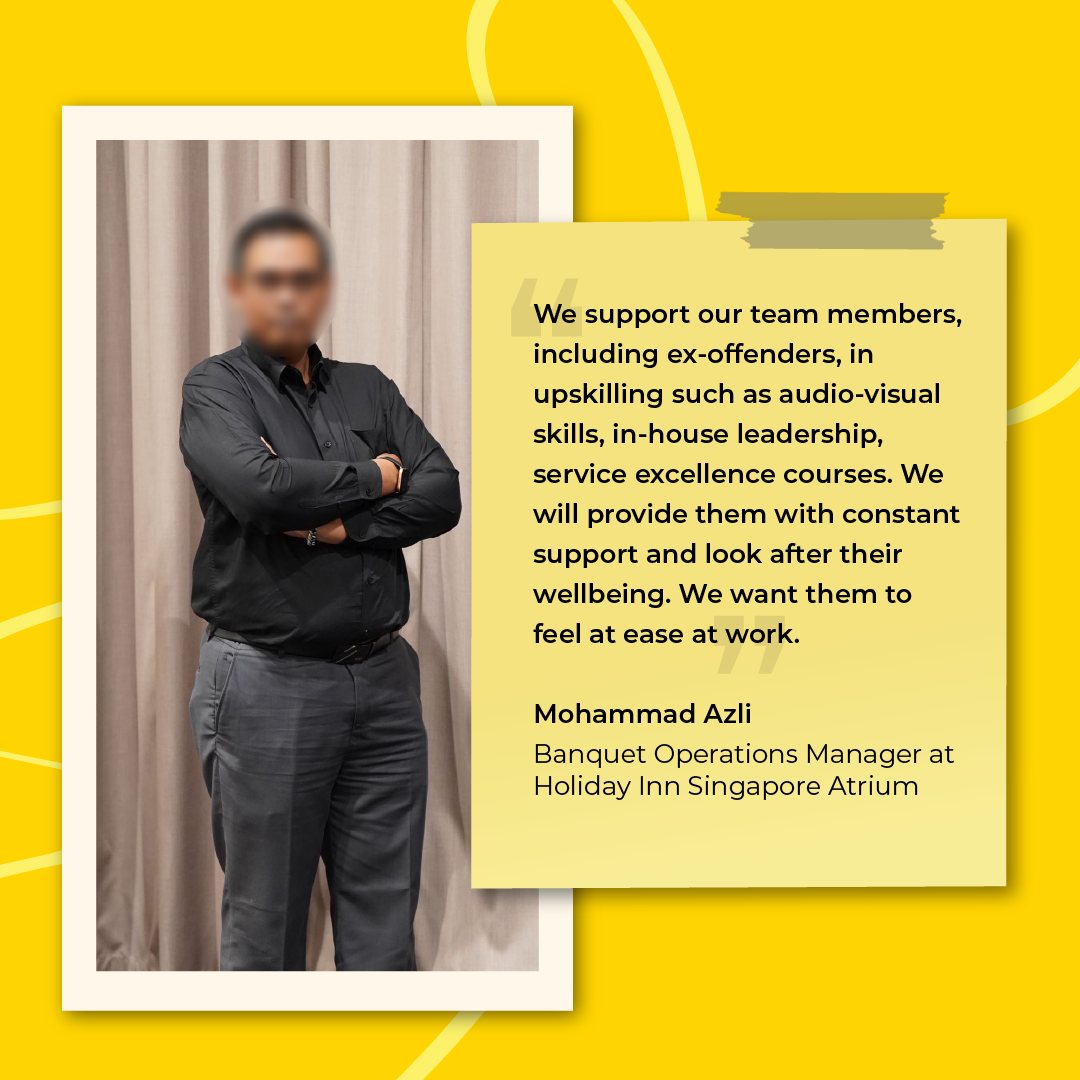 We support our team members,
including ex-offenders, in
upskilling such as audio-visual
skills, in-house leadership,
service excellence courses. We
will provide them with constant
support and look after their
wellbeing. We want them to
feel at ease at work.
Mohammad Azli
Banquet Operations Manager at
Holiday Inn Singapore Atrium